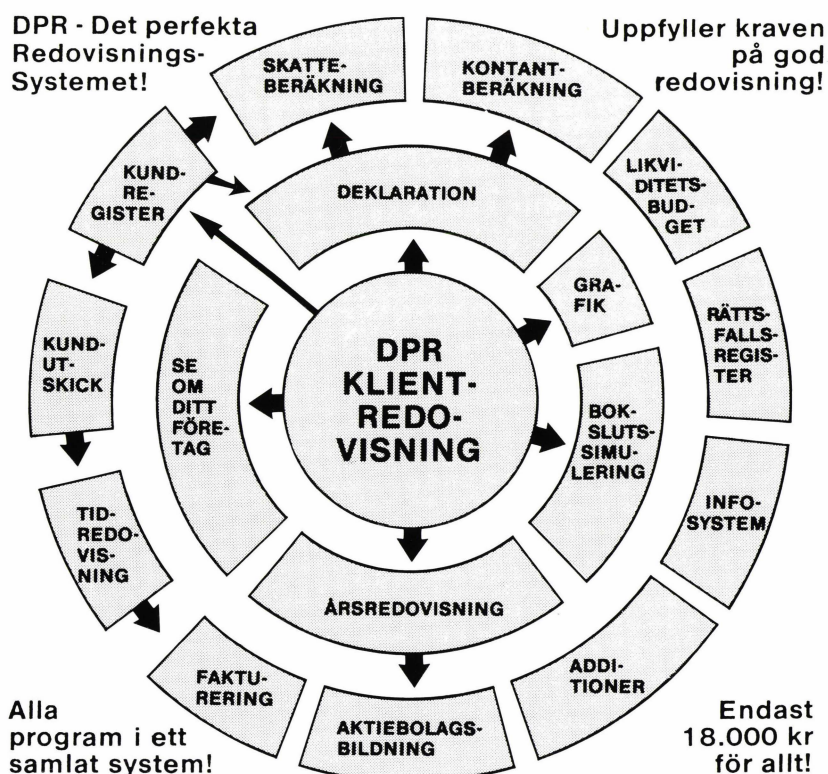 DPR - Det perfekta
Redovisnings-
Systemet!
Uppfyller kraven
på god
redovisning!
SKATTE-
BERÄKNING
KONTANT-
BERÄKNING
KUND-
RE-
GISTER
DEKLARATION
LIKVI-
DITETS-
BUD-
GET
GRA-
FIK
RÄTTS-
FALLS-
REGIS-
TER
KUND-
UT-
SKICK
SE
OM
DITT
FÖRE-
TAG
DPR
KLIENT-
REDO-
VISNING
BOK-
SLUTS-
SIMU-
LERING
INFO-
SYSTEM
TID-
REDO-
VIS-
NING
ÅRSREDOVISNING
ADDI-
TIONER
FAKTU-
RERING
AKTIEBOLAGS-
BILDNING
Alla
program i ett
samlat system!
Endast
18.000 kr
för allt!